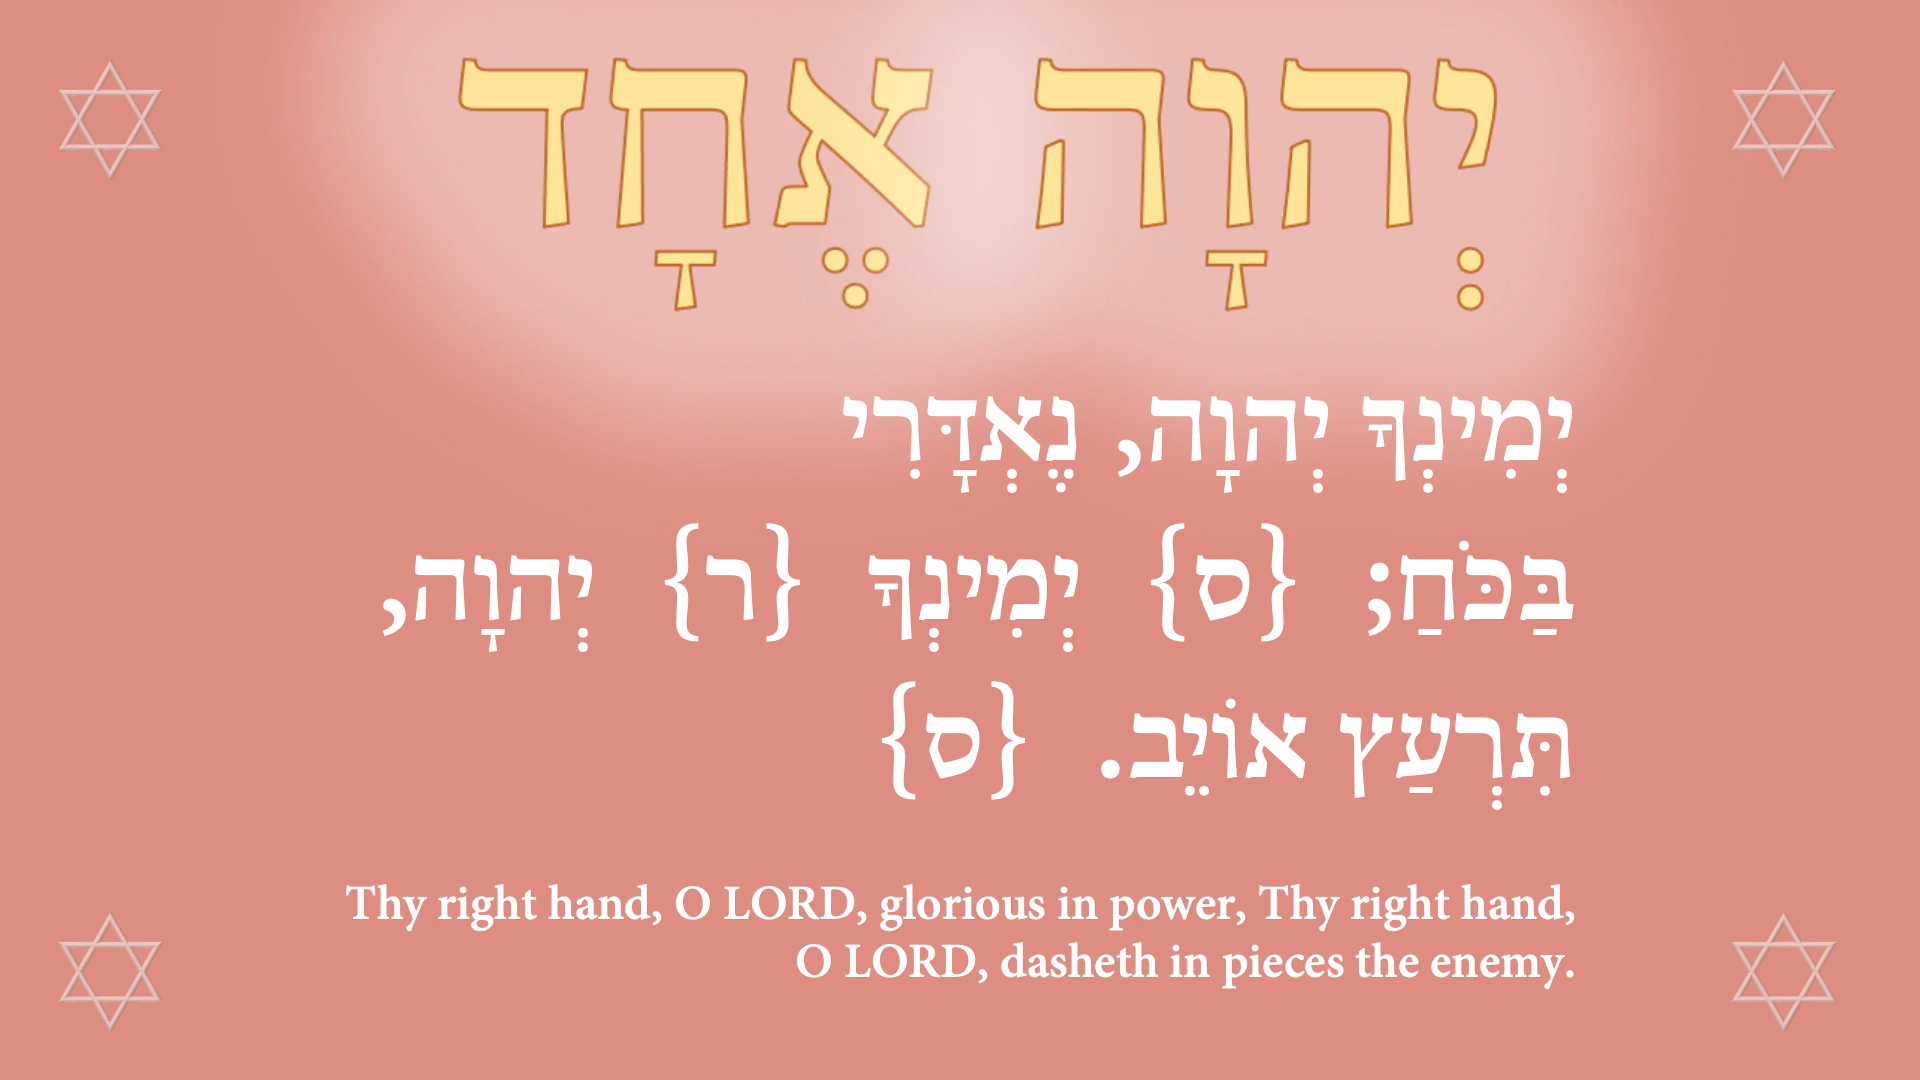 יְהוָה אֶחָד
יְמִינְךָ יְהוָה, נֶאְדָּרִי
בַּכֹּחַ; {ס} יְמִינְךָ {ר} יְהוָה,
תִּרְעַץ אוֹיֵב. {ס}
Thy right hand, O LORD, glorious in power, Thy right hand,
O LORD, dasheth in pieces the enemy.